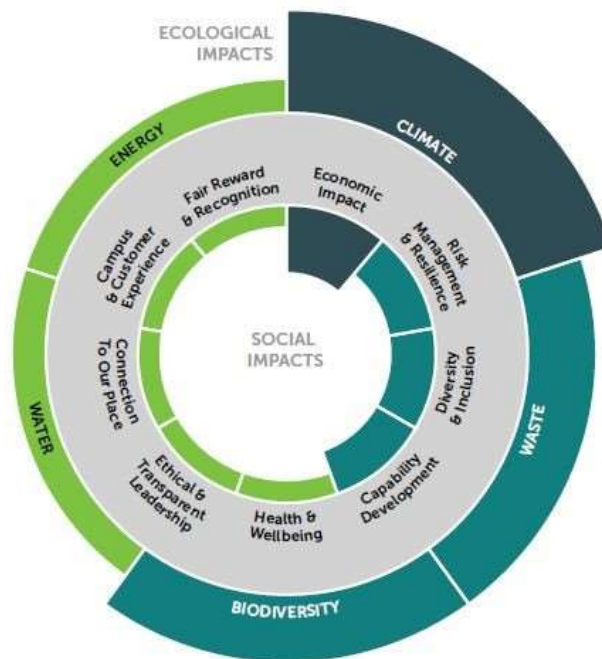 ECOLOGICAL
IMPACTS
CLIMATE
WASTE
BIODIVERSITY
WATER
ENERGY
Economic
Impact
Risk
Management
& Resilience
Diversity
& Inclusion
Capability
Development
Health &
Wellbeing
Ethical &
Transparent
Leadership
Connection
To Our Place
Campus
& Customer
Experience
Fair Reward
& Recognition
SOCIAL
IMPACTS